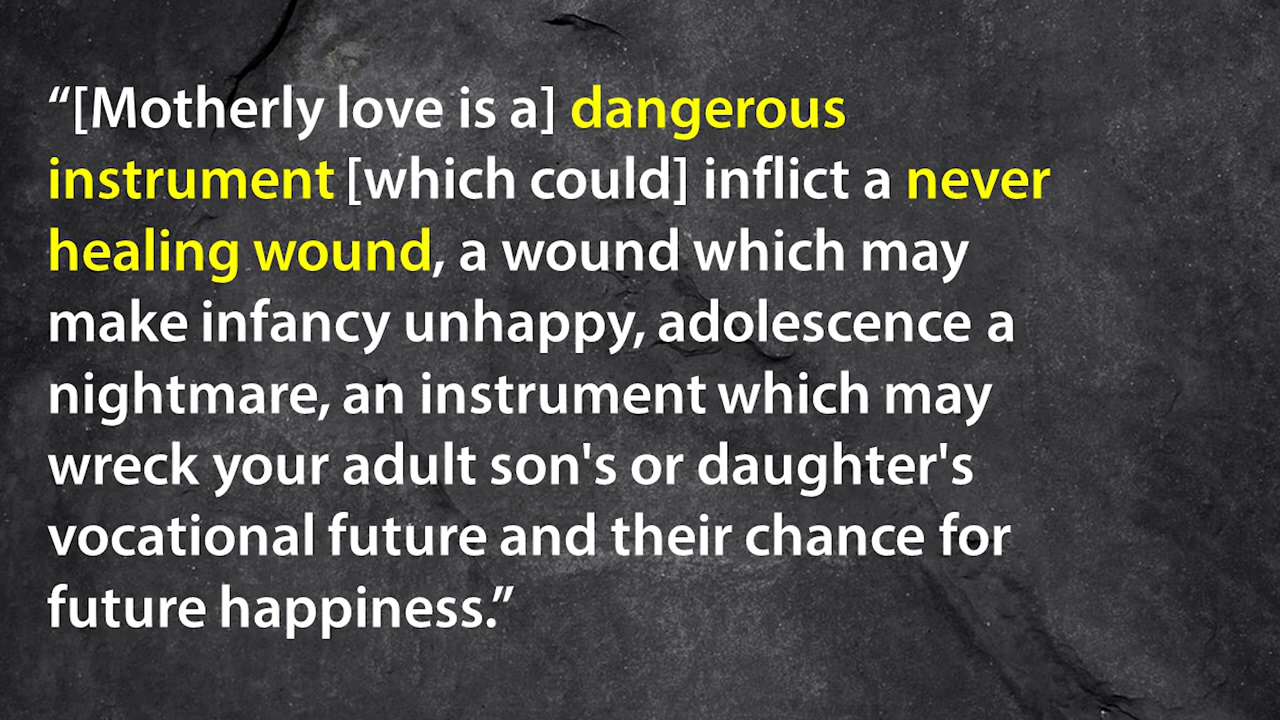 “[Motherly love is a] dangerous
instrument [which could] inflict a never
healing wound, a wound which may
make infancy unhappy, adolescence a
nightmare, an instrument which may
wreck your adult son's or daughter's
vocational future and their chance for
future happiness.”